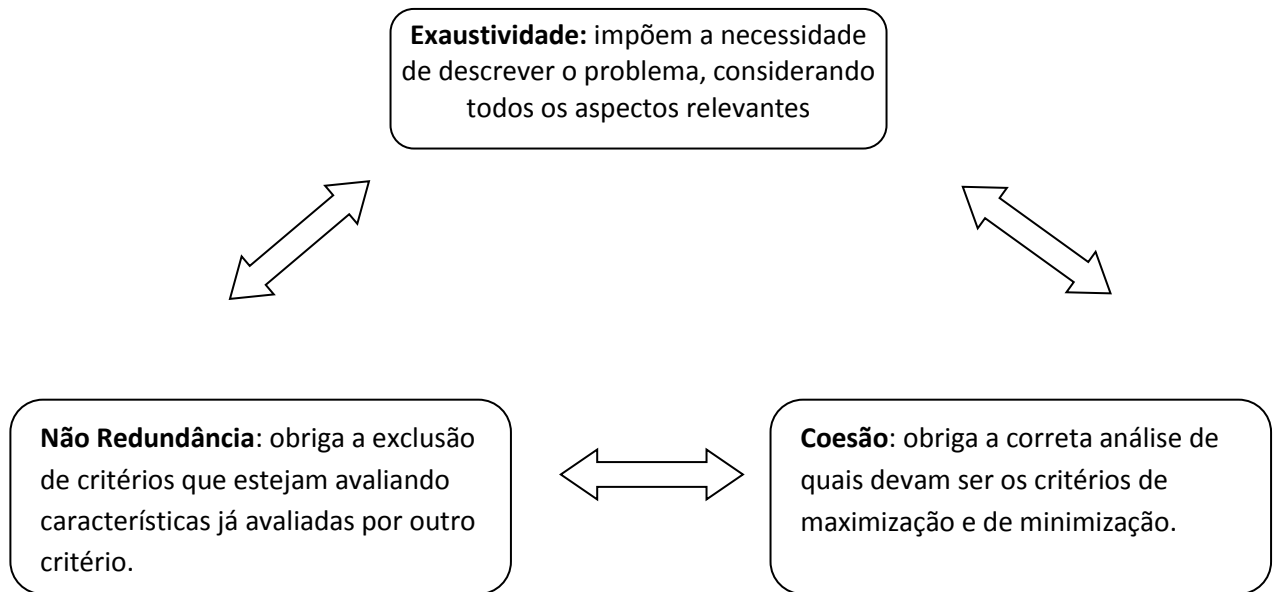 Exaustividade: impõem a necessidade
de descrever o problema, considerando
todos os aspectos relevantes
Não Redundância: obriga a exclusão
de critérios que estejam avaliando
características já avaliadas por outro
critério.
Coesão: obriga a correta análise de
quais devam ser os critérios de
maximização e de minimização.